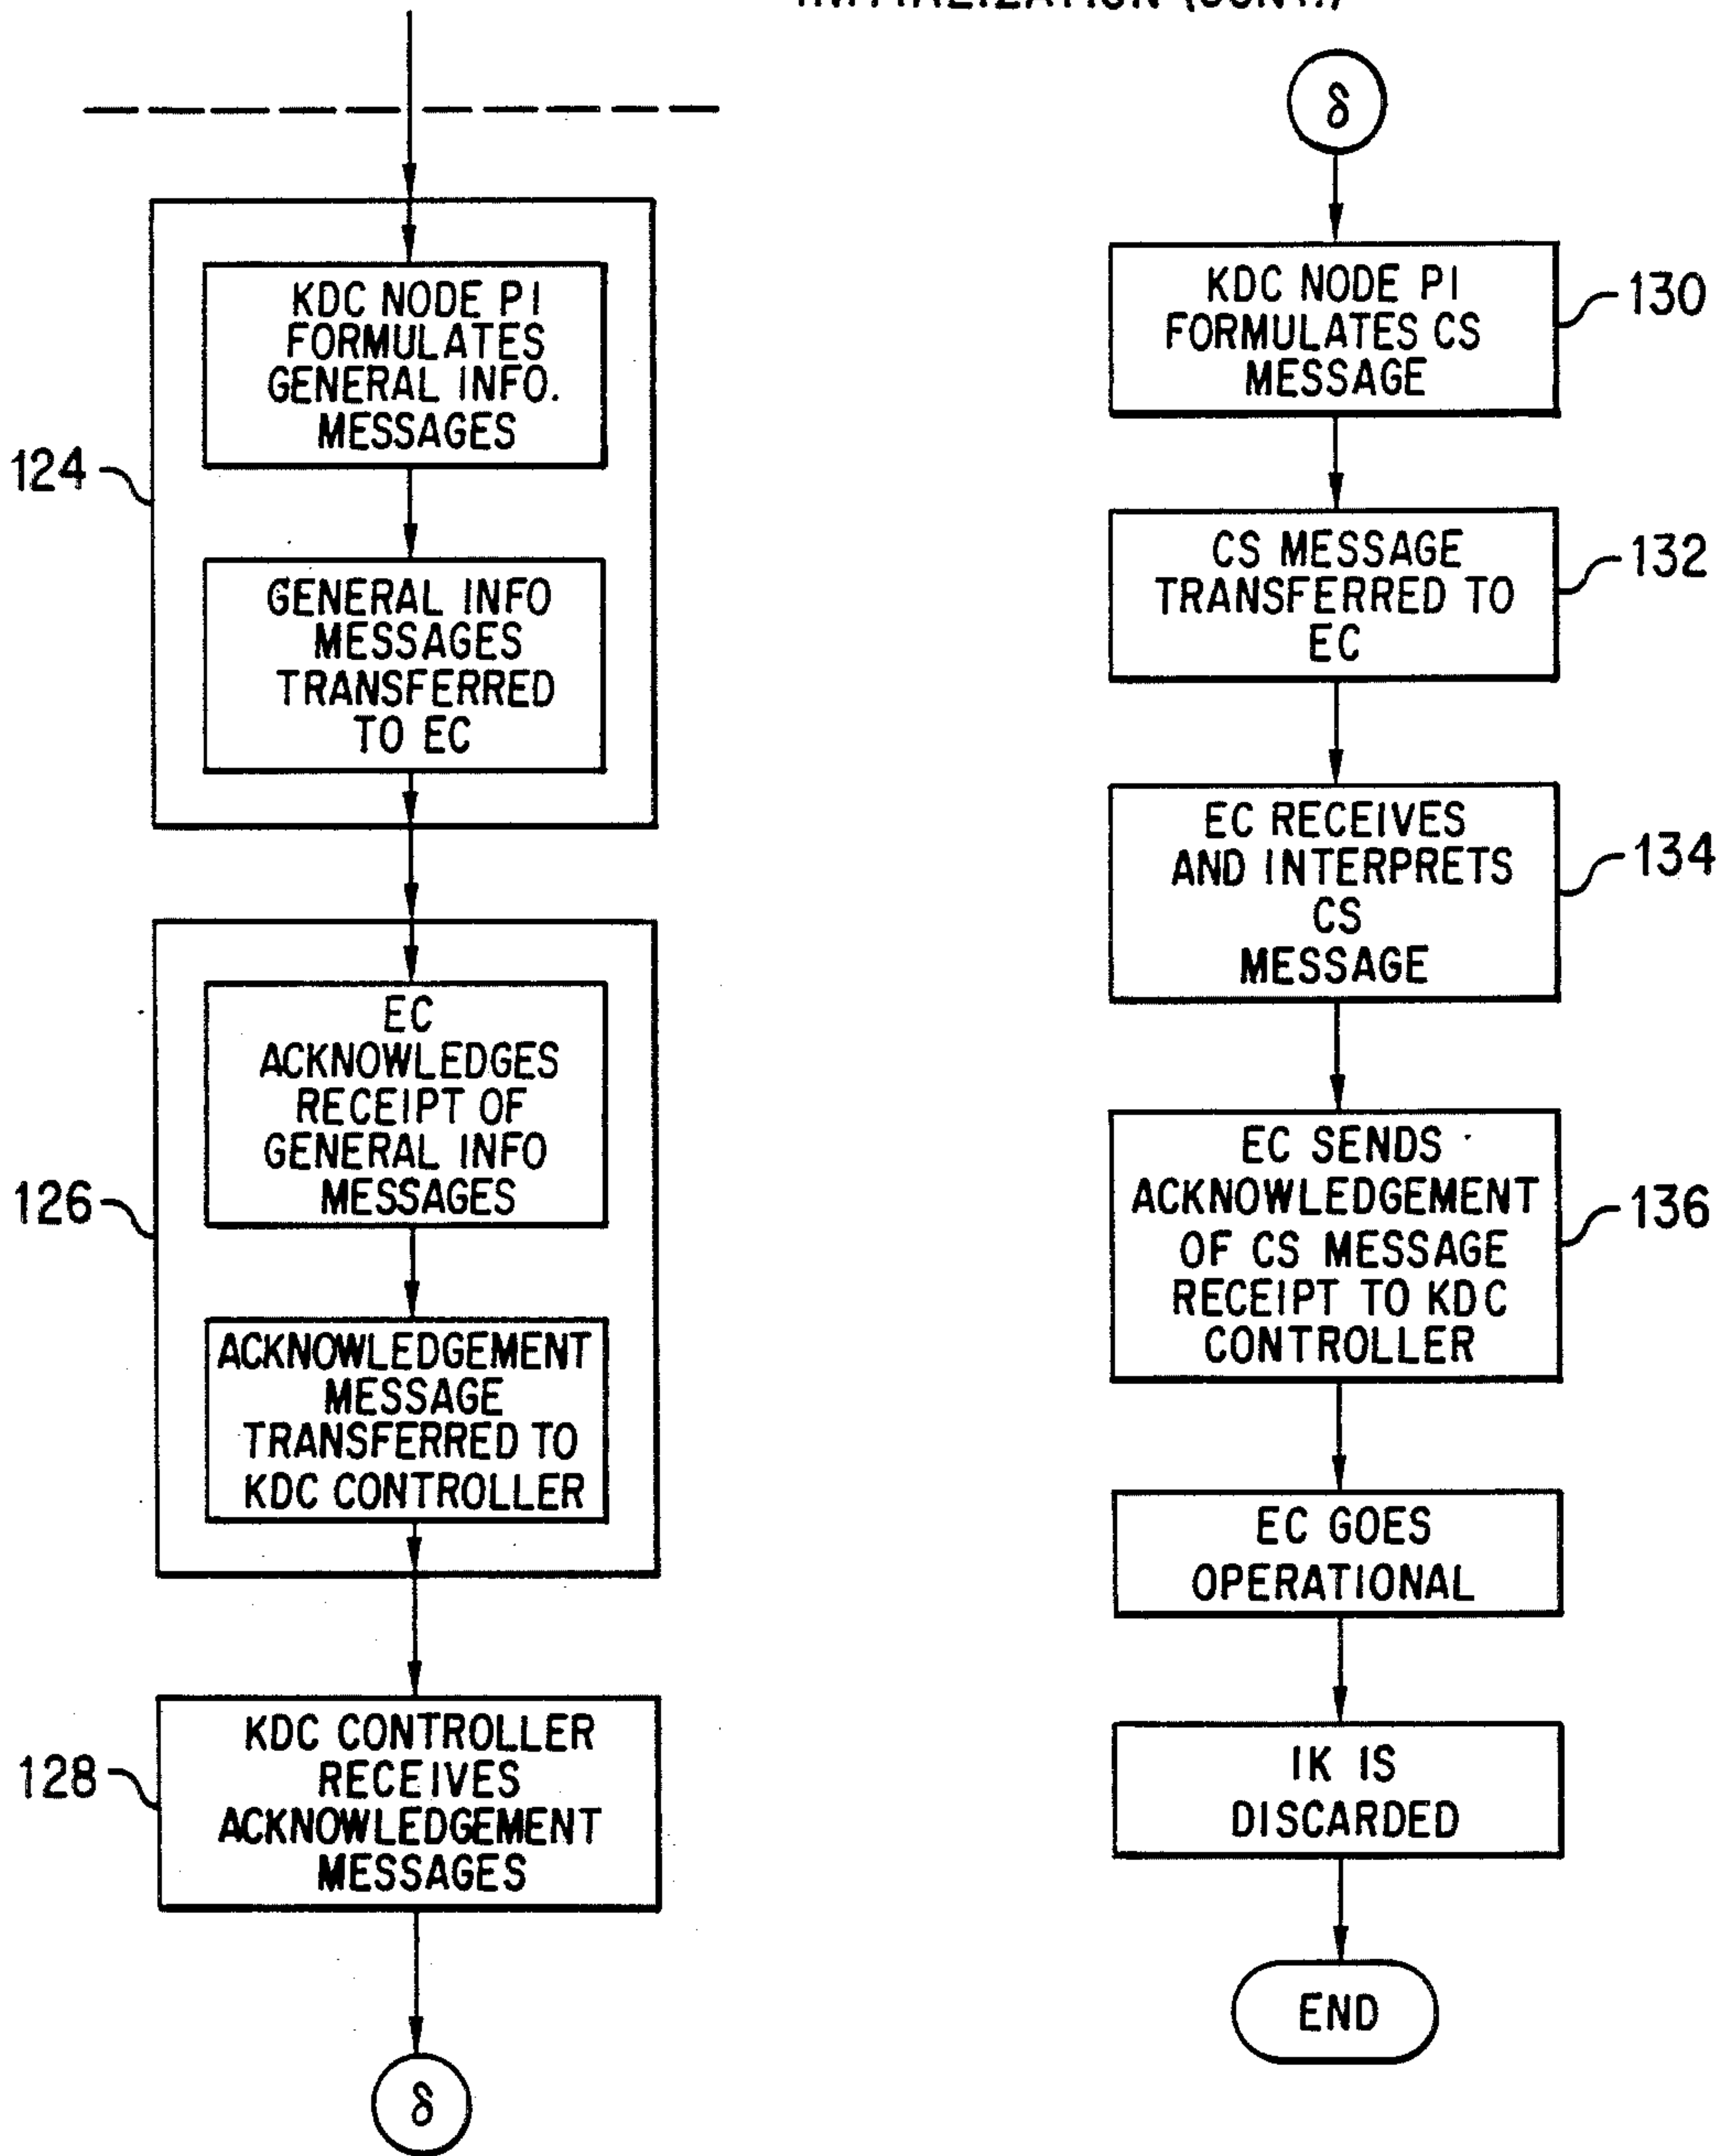 INITIALIZATION (CONT.)
KDC NODE PI
FORMULATES
GENERAL INFO.
MESSAGES
124
GENERAL INFO
MESSAGES
TRANSFERRED
TO EC
EC
ACKNOWLEDGES
RECEIPT OF
GENERAL INFO
MESSAGES
126
ACKNOWLEDGEMENT
MESSAGE
TRANSFERRED TO
KDC CONTROLLER
KDC CONTROLLER
RECEIVES
ACKNOWLEDGEMENT
MESSAGES
128
δ
δ
KDC NODE PI
FORMULATES CS
MESSAGE
130
CS MESSAGE
TRANSFERRED TO
EC
132
EC RECEIVES
AND INTERPRETS
CS
MESSAGE
134
EC SENDS
ACKNOWLEDGEMENT
OF CS MESSAGE
RECEIPT TO KDC
CONTROLLER
136
EC GOES
OPERATIONAL
IK IS
DISCARDED
END